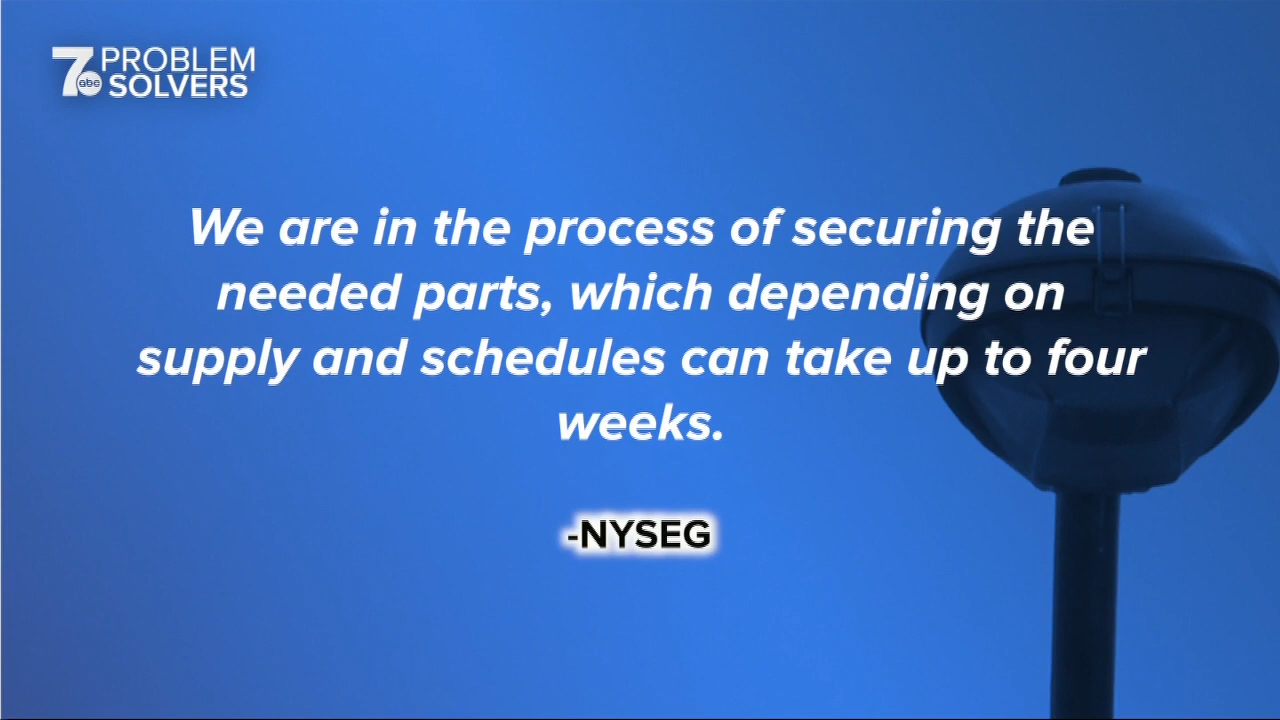 7 abc PROBLEM
SOLVERS
We are in the process of securing the
needed parts, which depending on
supply and schedules can take up to four
weeks.
-NYSEG